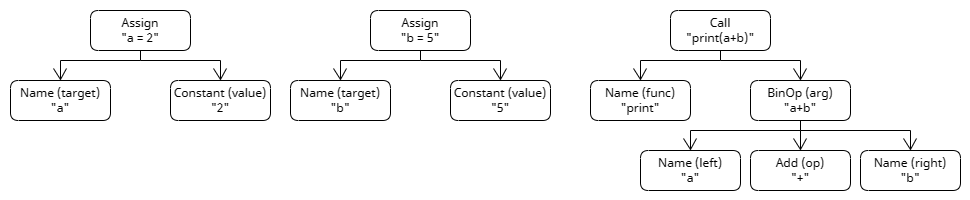 Assign
"a = 2"
Assign
"b = 5"
Call
"print(a+b)"
Name (target)
"a"
Constant (value)
"2"
Name (target)
"b"
Constant (value)
"5"
Name (func)
"print"
BinOp (arg)
"a+b"
Name (left)
"a"
Add (op)
"+"
Name (right)
"b"